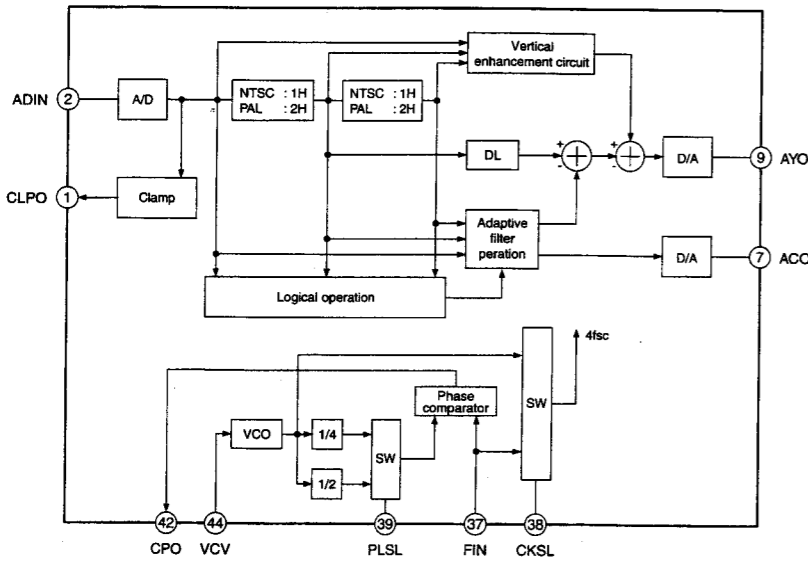 Vertical
enhancement circuit
ADIN 2 A/D NTSC : 1H NTSC : 1H
PAL : 2H PAL : 2H
DL + - + - D/A 9 AYO
CLPO 1 Clamp
Adaptive
filter
peration
D/A 7 ACO
Logical operation
4fsc
SW
Phase
comparator
VCO 1/4
SW
1/2
42 44 39 37 38
CPO VCV PLSL FIN CKSL